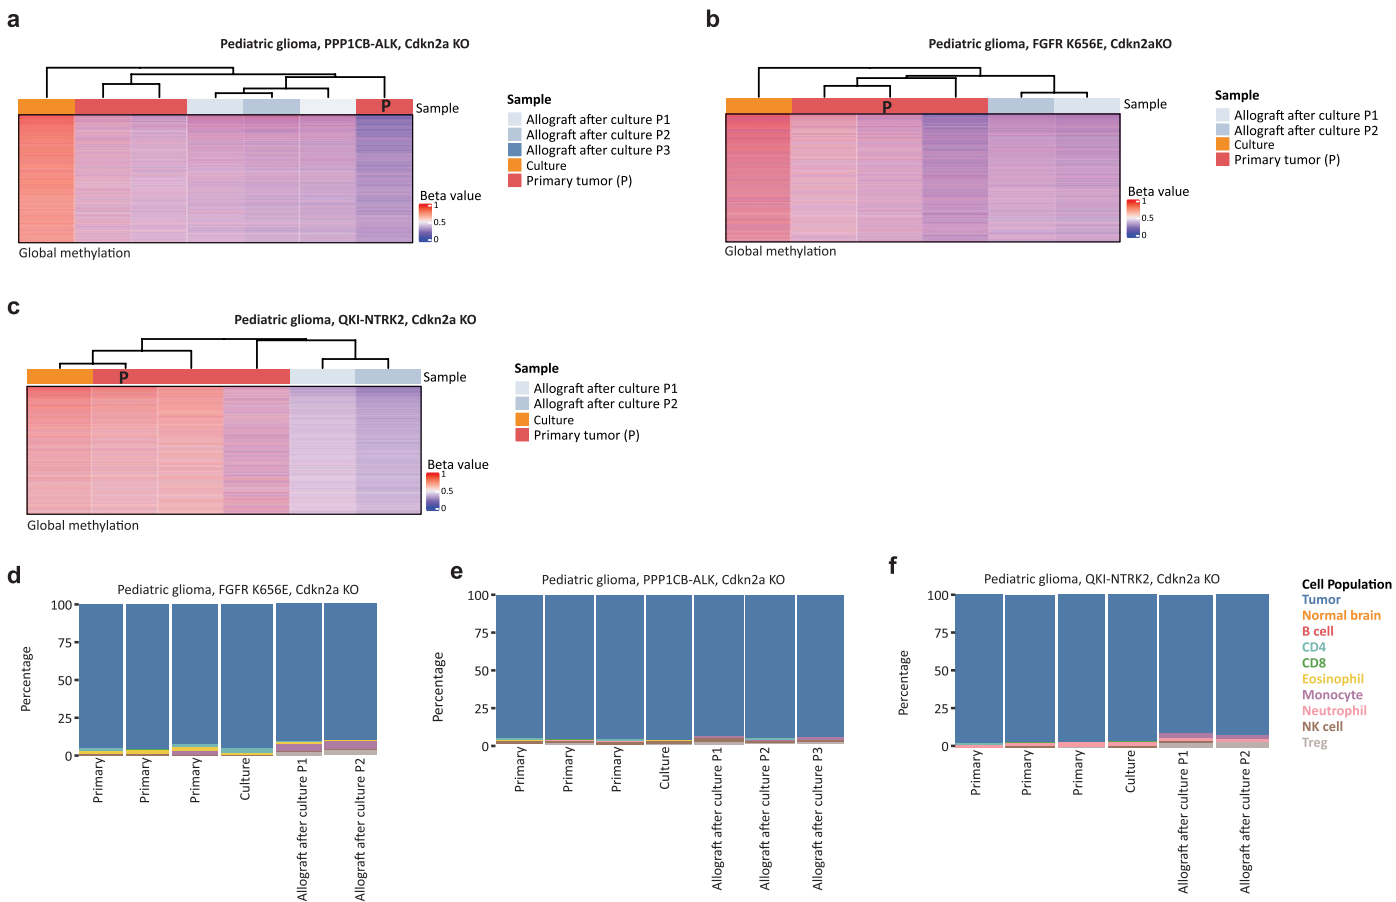 a
Pediatric glioma, PPP1CB-ALK, Cdkn2a KO
P
Sample
Global methylation
Sample
Allograft after culture P1
Allograft after culture P2
Allograft after culture P3
Culture
Primary tumor (P)
Beta value
1
0.5
0
b
Pediatric glioma, FGFR K656E, Cdkn2aKO
P
Sample
Global methylation
Sample
Allograft after culture P1
Allograft after culture P2
Culture
Primary tumor (P)
Beta value
1
0.5
0
c
Pediatric glioma, QKI-NTRK2, Cdkn2a KO
P
Sample
Global methylation
Sample
Allograft after culture P1
Allograft after culture P2
Culture
Primary tumor (P)
Beta value
1
0.5
0
d
Pediatric glioma, FGFR K656E, Cdkn2a KO
Percentage
100
75
50
25
0
Primary
Primary
Primary
Culture
Allograft after culture P1
Allograft after culture P2
e
Pediatric glioma, PPP1CB-ALK, Cdkn2a KO
Percentage
100
75
50
25
0
Primary
Primary
Primary
Culture
Allograft after culture P1
Allograft after culture P2
Allograft after culture P3
f
Pediatric glioma, QKI-NTRK2, Cdkn2a KO
Percentage
100
75
50
25
0
Primary
Primary
Primary
Culture
Allograft after culture P1
Allograft after culture P2
Cell Population
Tumor
Normal brain
B cell
CD4
CD8
Eosinophil
Monocyte
Neutrophil
NK cell
Treg